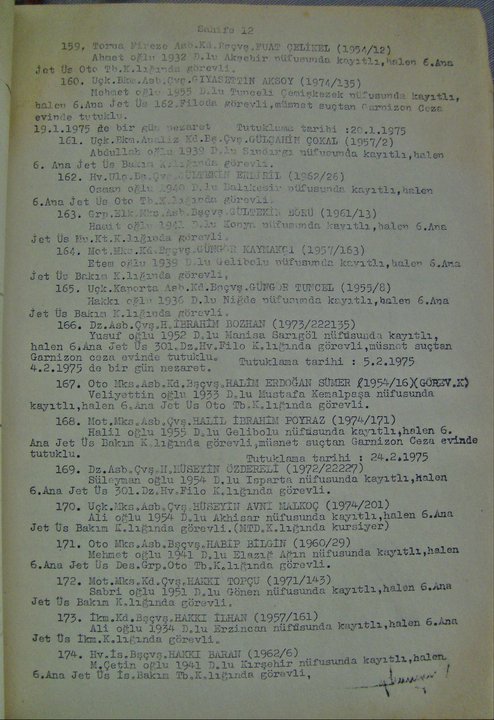 Sahife 12
159, Torna Fireze Asb.Kd.Bşçvş.FUAT ÇELİKEL (1954/12)
Ahmet oğlu 1932 D.lu Akşehir nüfusunda kayıtlı,halen 6.Ana
Jet Üs Oto Tb.K.lığında görevli.
160. Uçk.Bkm.Asb.Çvş.GIYASETTİN AKSOY (1974/135)
Mehmet oğlu 1955 D.lu Tunceli Çemişkezek nüfusunda kayıtlı,
halen 6.Ana Jet Üs 162.Filoda görevli,müsnet suçtan Garnizon Ceza
evinde tutuklu.
19.1.1975 de bir gün nezaret Tutuklama tarihi :20.1.1975
161. Uçk.Bkm. Kd.Bş.Çvş.GÜLŞAHİN ÇOKAL (1957/2)
Abdullah oğlu 1939 D.lu Sındırgı nüfusunda kayıtlı,halen
6. Ana Jet Üs Bakım K.lığında görevli.
162. Hv.Ulş.Bş.Çvş.GÜLTEKİN (1962/26)
Osman oğlu 1940 D.lu Balıkesir nüfusunda kayıtlı,halen
6.Ana Jet Üs Oto Tb.K.lığında görevli.
163. Grp.Elk.Mks.Asb.Bşçvş.GÜLTEKİN BÖRÜ (1961/13)
Hamit oğlu 1941 D.lu Konya nüfusunda kayıtlı,halen 6.Ana
Jet Üs Mu.Kt.K.lığında görevli.
164. Mot.Mks.Kd.Bşçvş.GÜNGÖR KAYMAKÇI (1957/163)
Etem oğlu 1939 D.lu Gelibolu nüfusunda kayıtlı,halen 6.Ana
Jet Üs Bakım K.lığında görevli,
165. Uçk.Kaporta Asb.Kd.Bşçvş.GÜNGÖR TUNCEL (1955/8)
Hakkı oğlu 1936 D.lu Niğde nüfusunda kayıtlı,halen 6.Ana
Jet Üs Bakım K.lığında görevli.
166. Dz.Asb.Çvş.H.İBRAHİM BOZHAN (1973/222135)
Yusuf oğlu 1952 D.lu Manisa Sarıgöl nüfusunda kayıtlı,
halen 6.Ana Jet Üs 301.Dz.Hv.Filo K.lığında görevli,müsnet suçtan
Garnizon ceza evinde tutuklu. Tutuklama tarihi : 5.2.1975
4.2.1975 de bir gün nezaret.
167. Oto Mks.Asb.Kd.Bşçvş.HALİM ERDOĞAN SÜMER (1954/16)(GÖREV.K)
Veliyettin oğlu 1933 D.lu Mustafa Kemalpaşa nüfusunda
kayıtlı,halen 6.Ana Jet Üs Oto Tb.K.lığında görevli.
168. Mot.Mks.Asb.Çvş.HALİL İBRAHİM POYRAZ (1974/171)
Halil oğlu 1955 D.lu Gelibolu nüfusunda kayıtlı,halen 6.
Ana Jet Üs Bakım K.lığında görevli,müsnet suçtan Garnizon Ceza evinde
tutuklu. Tutuklama tarihi : 24.2.1975
169. Dz.Asb.Çvş.H.HÜSEYİN ÖZDERELİ (1972/22227)
Süleyman oğlu 1954 D.lu Isparta nüfusunda kayıtlı,halen
6.Ana Jet Üs 301.Dz.Hv.Filo K.lığında görevli.
170. Uçk.Mks.Asb.Çvş.HÜSEYİN AVNİ MALKOÇ (1974/201)
Ali oğlu 1954 D.lu Akhisar nüfusunda kayıtlı,halen 6.Ana
Jet Üs Bakım K.lığında görevli.(MTD.K.lığında kursiyer)
171. Oto Mks.Asb.Bşçvş.HABİP BİLGİN (1960/29)
Mehmet oğlu 1941 D.lu Elazığ Ağın nüfusunda kayıtlı,halen
6.Ana Jet Üs Des.Grp.Oto Tb.K.lığında görevli.
172. Mot.Mks.Kd.Çvş.HAKKI TOPÇU (1971/143)
Sabri oğlu 1951 D.lu Gönen nüfusunda kayıtlı,halen 6.Ana
Jet Üs Bakım K.lığında görevli.
173. İkm.Kd.Bşçvş.HAKKI İLHAN (1957/161)
Ali oğlu 1934 D.lu Erzincan nüfusunda kayıtlı,halen 6.Ana
Jet Üs İkm.K.lığında görevli.
174. Hv.İs.Bşçvş.HAKKI BARAN (1962/6)
M.Çetin oğlu 1941 D.lu Kırşehir nüfusunda kayıtlı,halen
6.Ana Jet Üs İs.Bakım Tb.K.lığında görevli,